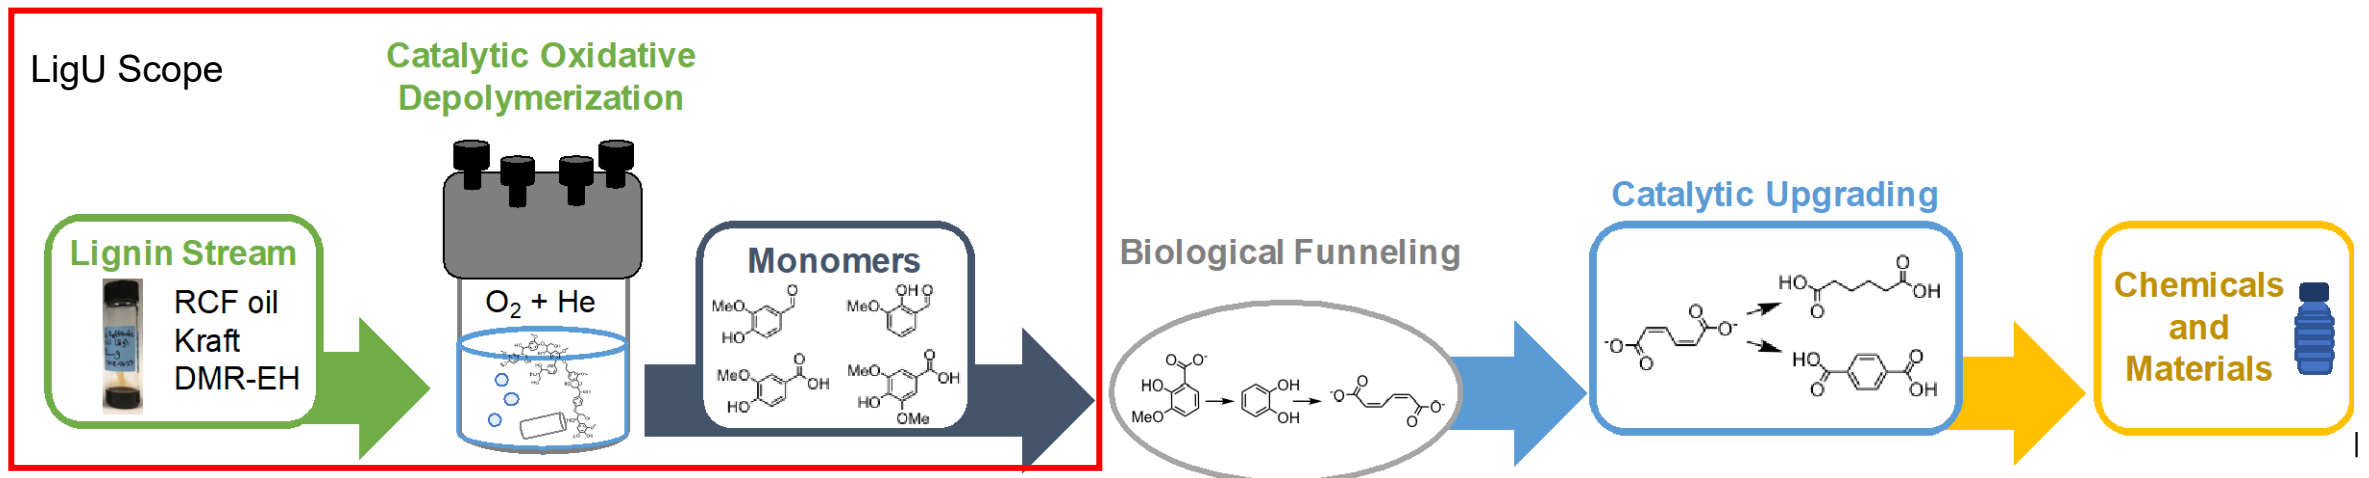 LigU Scope
Catalytic Oxidative
Depolymerization
Lignin Stream
RCF oil
Kraft
DMR-EH
O₂ + He
Monomers
MeO
O
HO
OH O
MeO
O
MeO
OH
HO
O
MeO
OH
HO
OMe
Biological Funneling
O
O⁻
OH
MeO
OH
OH
O
⁻O
O⁻
O
Catalytic Upgrading
O
O⁻
⁻O
O
O
HO
OH
O
HO
O
O
OH
Chemicals
and
Materials